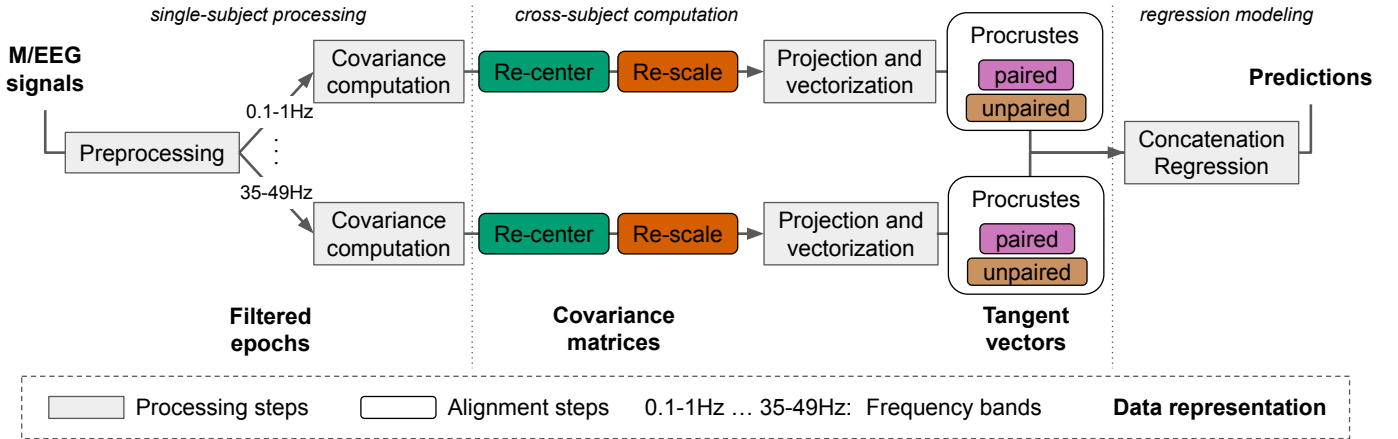 single-subject processing
cross-subject computation
regression modeling
M/EEG
signals
Preprocessing
0.1-1Hz
⋮
35-49Hz
Covariance
computation
Re-center
Re-scale
Projection and
vectorization
Procrustes
paired
unpaired
Covariance
computation
Re-center
Re-scale
Projection and
vectorization
Procrustes
paired
unpaired
Concatenation
Regression
Predictions
Filtered
epochs
Covariance
matrices
Tangent
vectors
Processing steps
Alignment steps
0.1-1Hz … 35-49Hz: Frequency bands
Data representation